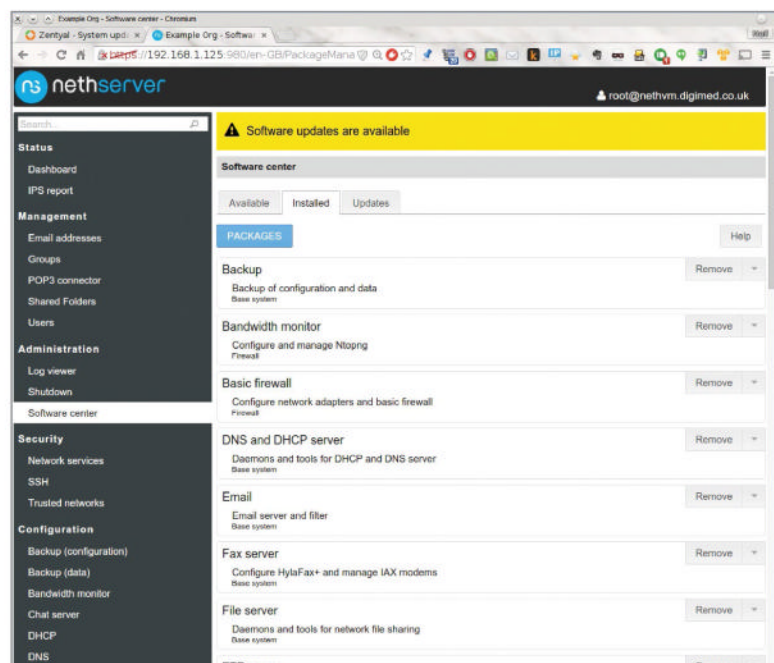 Example Org - Software center - Chromium
Zentyal - System upd
Example Org - Softwar
https://192.168.1.125:980/en-GB/PackageMana
nethserver
root@nethvm.digimed.co.uk
Search...
Status
Dashboard
IPS report
Management
Email addresses
Groups
POP3 connector
Shared Folders
Users
Administration
Log viewer
Shutdown
Software center
Security
Network services
SSH
Trusted networks
Configuration
Backup (configuration)
Backup (data)
Bandwidth monitor
Chat server
DHCP
DNS
Software updates are available
Software center
Available Installed Updates
PACKAGES
Help
Backup
Remove
Backup of configuration and data
Base system
Bandwidth monitor
Remove
Configure and manage Ntopng
Firewall
Basic firewall
Remove
Configure network adapters and basic firewall
Firewall
DNS and DHCP server
Remove
Daemons and tools for DHCP and DNS server
Base system
Email
Remove
Email server and filter
Base system
Fax server
Remove
Configure HylaFax+ and manage IAX modems
Base system
File server
Remove
Daemons and tools for network file sharing
Base system